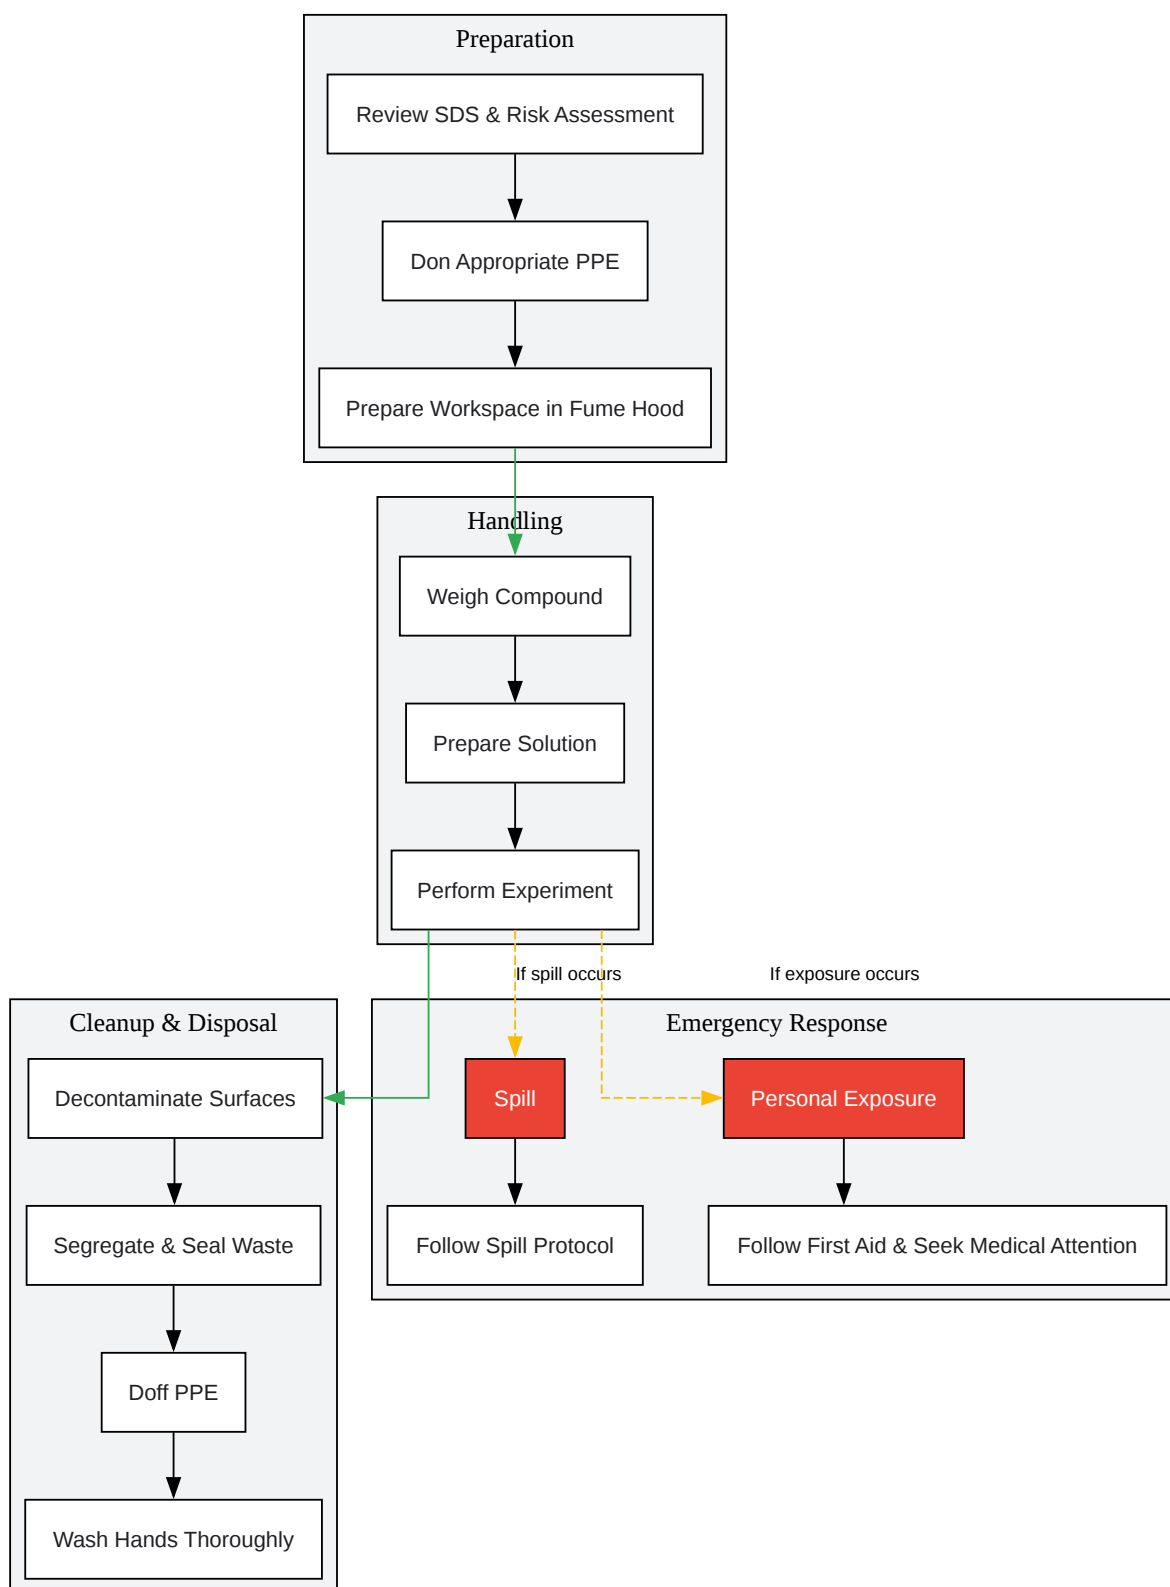 Preparation
Review SDS & Risk Assessment
Don Appropriate PPE
Prepare Workspace in Fume Hood
Handling
Weigh Compound
Prepare Solution
Perform Experiment
If spill occurs
If exposure occurs
Cleanup & Disposal
Decontaminate Surfaces
Segregate & Seal Waste
Doff PPE
Wash Hands Thoroughly
Emergency Response
Spill
Personal Exposure
Follow Spill Protocol
Follow First Aid & Seek Medical Attention